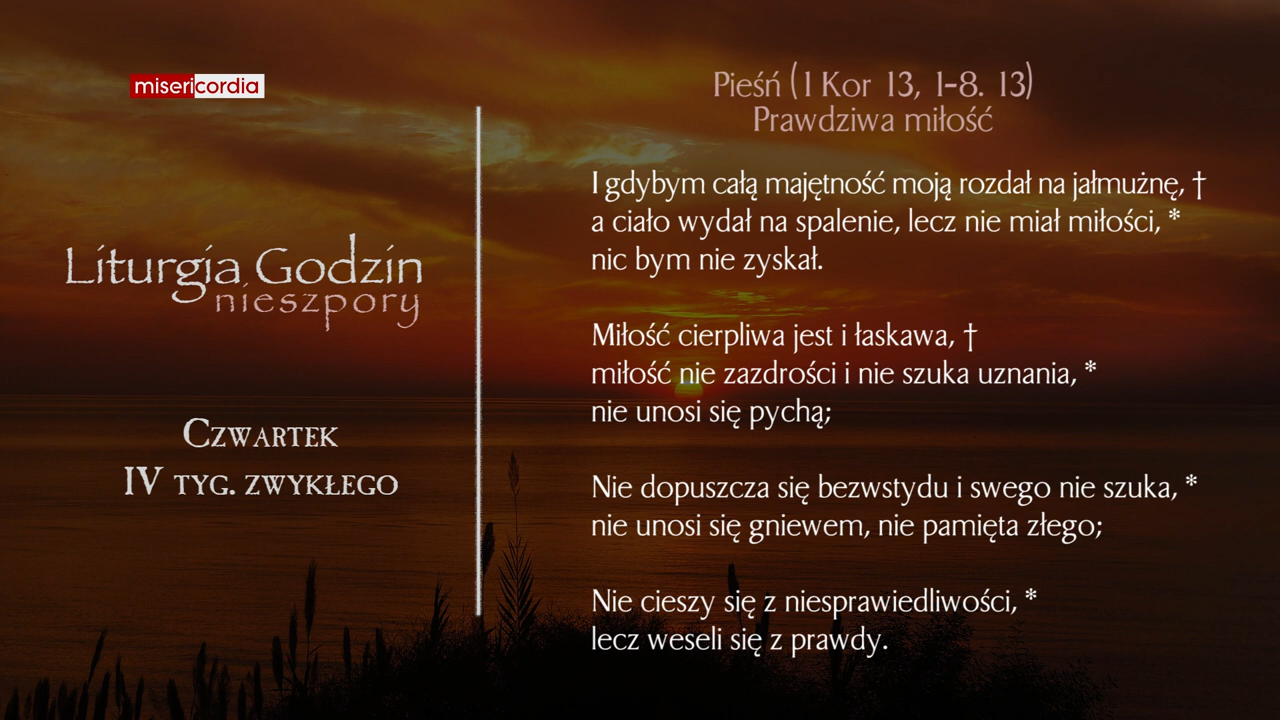 misericordia
Liturgia Godzin
nieszpory
Czwartek
IV tyg. zwykłego
Pieśń (1 Kor 13, 1-8. 13)
Prawdziwa miłość
I gdybym całą majętność moją rozdał na jałmużnę, †
a ciało wydał na spalenie, lecz nie miał miłości, *
nic bym nie zyskał.
Miłość cierpliwa jest i łaskawa, †
miłość nie zazdrości i nie szuka uznania, *
nie unosi się pychą;
Nie dopuszcza się bezwstydu i swego nie szuka, *
nie unosi się gniewem, nie pamięta złego;
Nie cieszy się z niesprawiedliwości, *
lecz weseli się z prawdy.